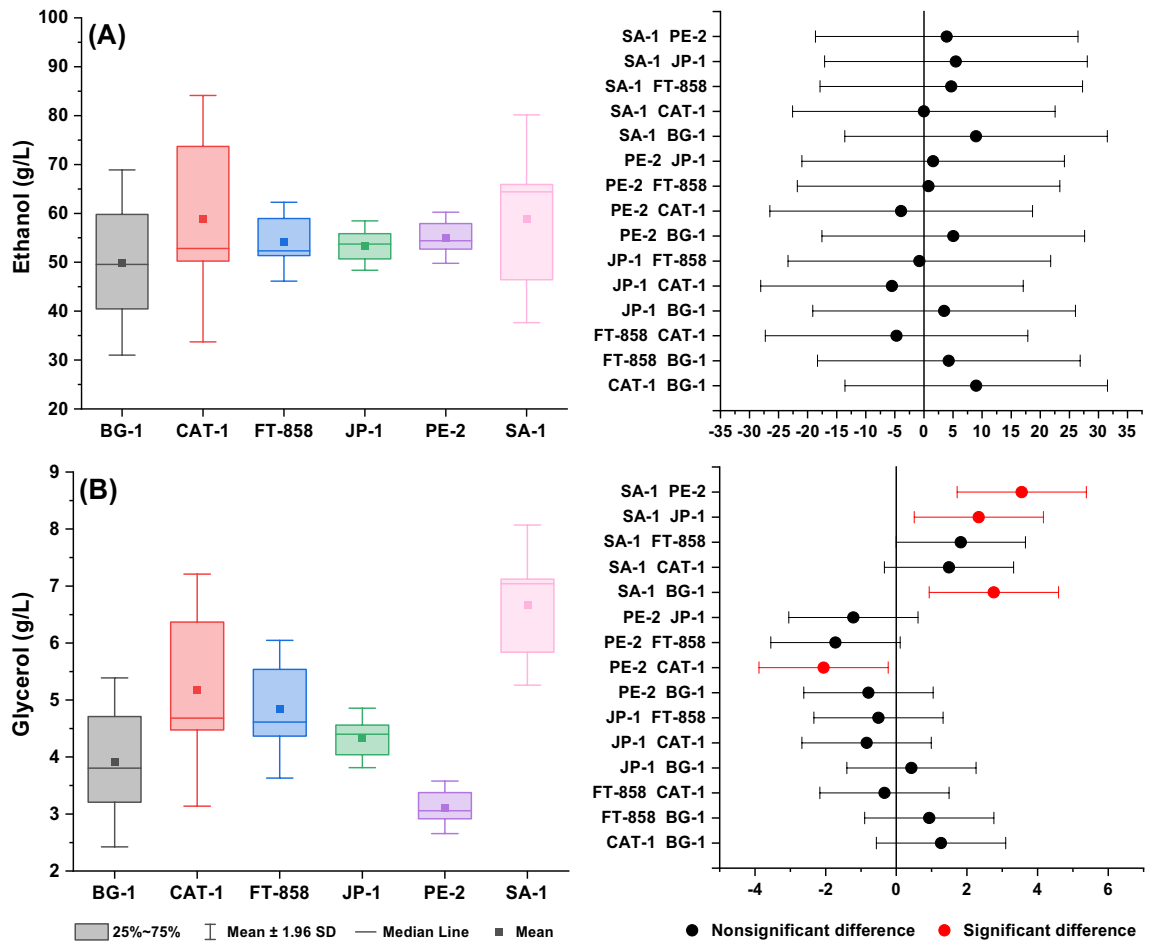 (A)
Ethanol (g/L)
100
90
80
70
60
50
40
30
20
BG-1 CAT-1 FT-858 JP-1 PE-2 SA-1
SA-1 PE-2
SA-1 JP-1
SA-1 FT-858
SA-1 CAT-1
SA-1 BG-1
PE-2 JP-1
PE-2 FT-858
PE-2 CAT-1
PE-2 BG-1
JP-1 FT-858
JP-1 CAT-1
JP-1 BG-1
FT-858 CAT-1
FT-858 BG-1
CAT-1 BG-1
-35 -30 -25 -20 -15 -10 -5 0 5 10 15 20 25 30 35
(B)
Glycerol (g/L)
9
8
7
6
5
4
3
2
BG-1 CAT-1 FT-858 JP-1 PE-2 SA-1
SA-1 PE-2
SA-1 JP-1
SA-1 FT-858
SA-1 CAT-1
SA-1 BG-1
PE-2 JP-1
PE-2 FT-858
PE-2 CAT-1
PE-2 BG-1
JP-1 FT-858
JP-1 CAT-1
JP-1 BG-1
FT-858 CAT-1
FT-858 BG-1
CAT-1 BG-1
-4 -2 0 2 4 6
25%~75% Mean ± 1.96 SD Median Line Mean
Nonsignificant difference Significant difference